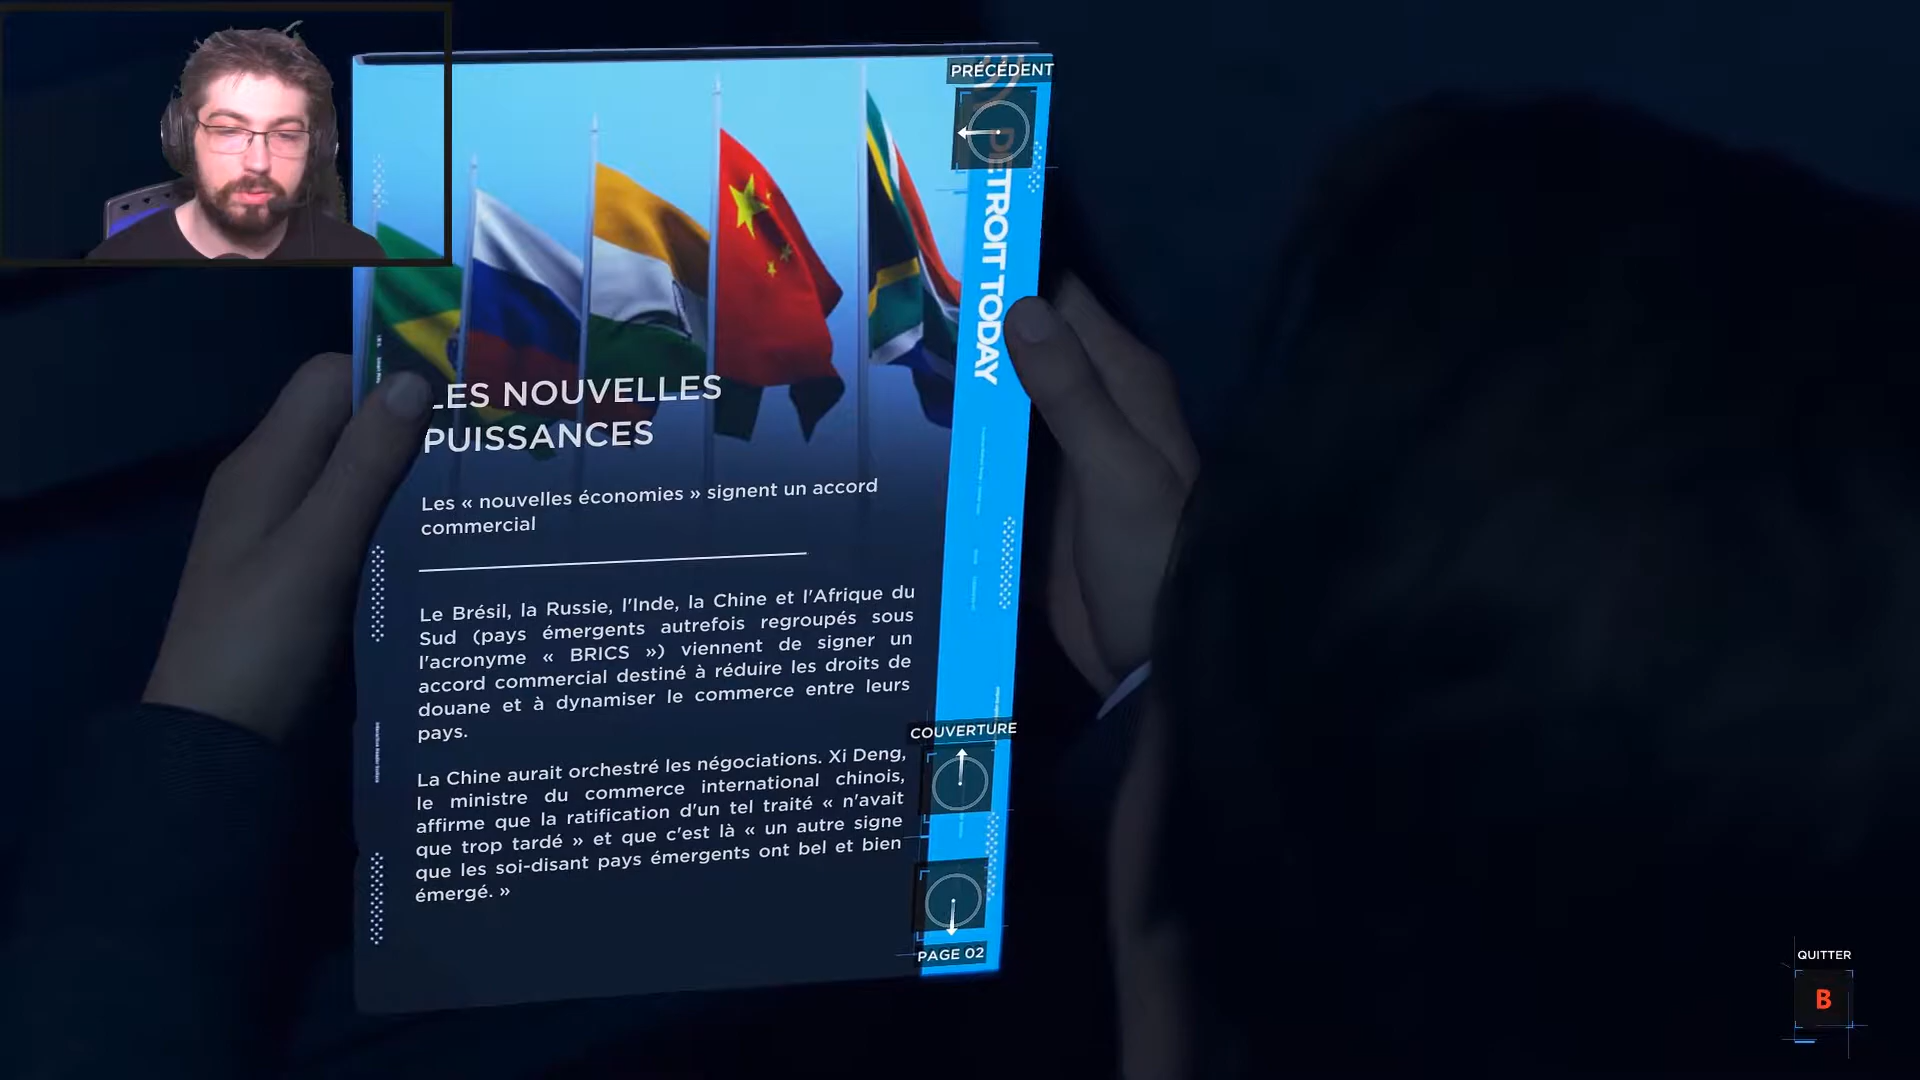 PRÉCÉDENT
DETROIT TODAY
LES NOUVELLES
PUISSANCES
Les « nouvelles économies » signent un accord
commercial
Le Brésil, la Russie, l'Inde, la Chine et l'Afrique du
Sud (pays émergents autrefois regroupés sous
l'acronyme « BRICS ») viennent de signer un
accord commercial destiné à réduire les droits de
douane et à dynamiser le commerce entre leurs
pays.
La Chine aurait orchestré les négociations. Xi Deng,
le ministre du commerce international chinois,
affirme que la ratification d'un tel traité « n'avait
que trop tardé » et que c'est là « un autre signe
que les soi-disant pays émergents ont bel et bien
émergé. »
COUVERTURE
PAGE 02
QUITTER
B